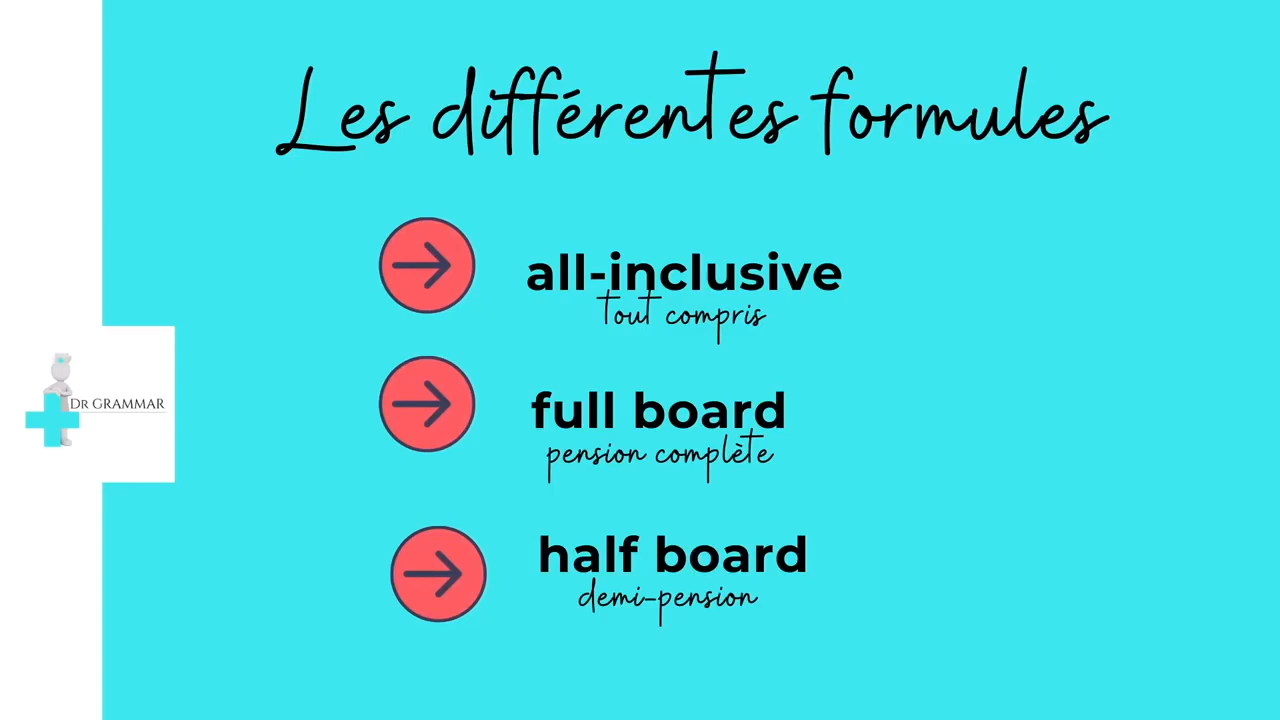 Les différentes formules
all-inclusive
tout compris
full board
pension complète
half board
demi-pension
DR GRAMMAR